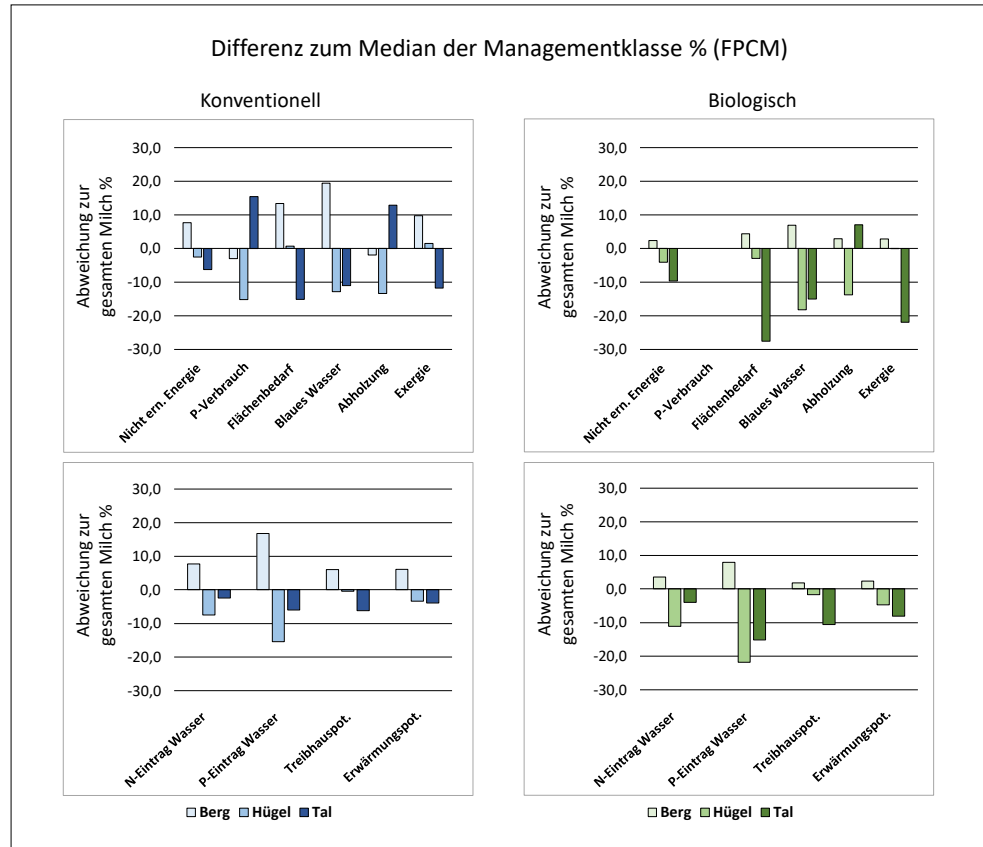 Differenz zum Median der Managementklasse % (FPCM)
Konventionell
Abweichung zur
gesamten Milch %
30,0
20,0
10,0
0,0
-10,0
-20,0
-30,0
Nicht ern. Energie
P-Verbrauch
Flächenbedarf
Blaues Wasser
Abholzung
Exergie
Biologisch
Abweichung zur
gesamten Milch %
30,0
20,0
10,0
0,0
-10,0
-20,0
-30,0
Nicht ern. Energie
P-Verbrauch
Flächenbedarf
Blaues Wasser
Abholzung
Exergie
Abweichung zur
gesamten Milch %
30,0
20,0
10,0
0,0
-10,0
-20,0
-30,0
N-Eintrag Wasser
P-Eintrag Wasser
Treibhauspot.
Erwärmungspot.
Berg Hügel Tal
Abweichung zur
gesamten Milch %
30,0
20,0
10,0
0,0
-10,0
-20,0
-30,0
N-Eintrag Wasser
P-Eintrag Wasser
Treibhauspot.
Erwärmungspot.
Berg Hügel Tal